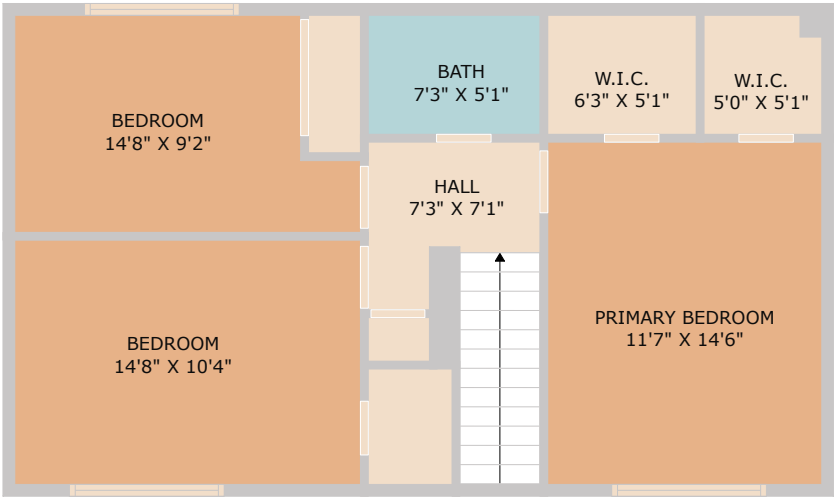 BATH
7'3" X 5'1"
W.I.C.
6'3" X 5'1"
W.I.C.
5'0" X 5'1"
BEDROOM
14'8" X 9'2"
HALL
7'3" X 7'1"
PRIMARY BEDROOM
11'7" X 14'6"
BEDROOM
14'8" X 10'4"